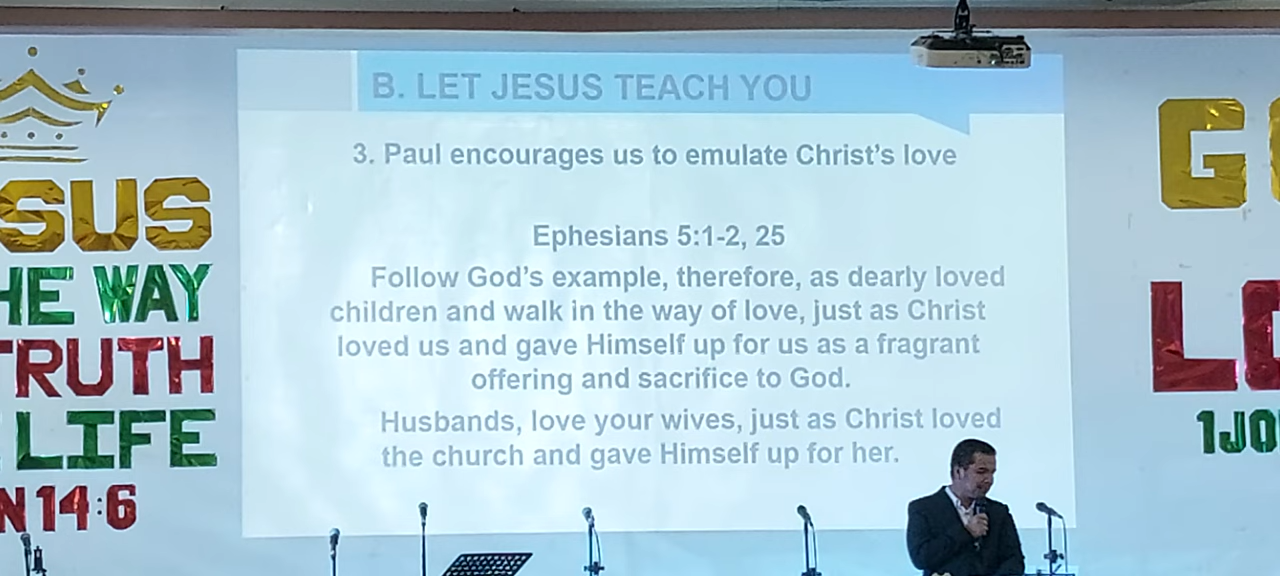 SUS
HE WAY
TRUTH
LIFE
N 14:6
B. LET JESUS TEACH YOU
3. Paul encourages us to emulate Christ's love
Ephesians 5:1-2, 25
Follow God's example, therefore, as dearly loved
children and walk in the way of love, just as Christ
loved us and gave Himself up for us as a fragrant
offering and sacrifice to God.
Husbands, love your wives, just as Christ loved
the church and gave Himself up for her.
G
L
1JO